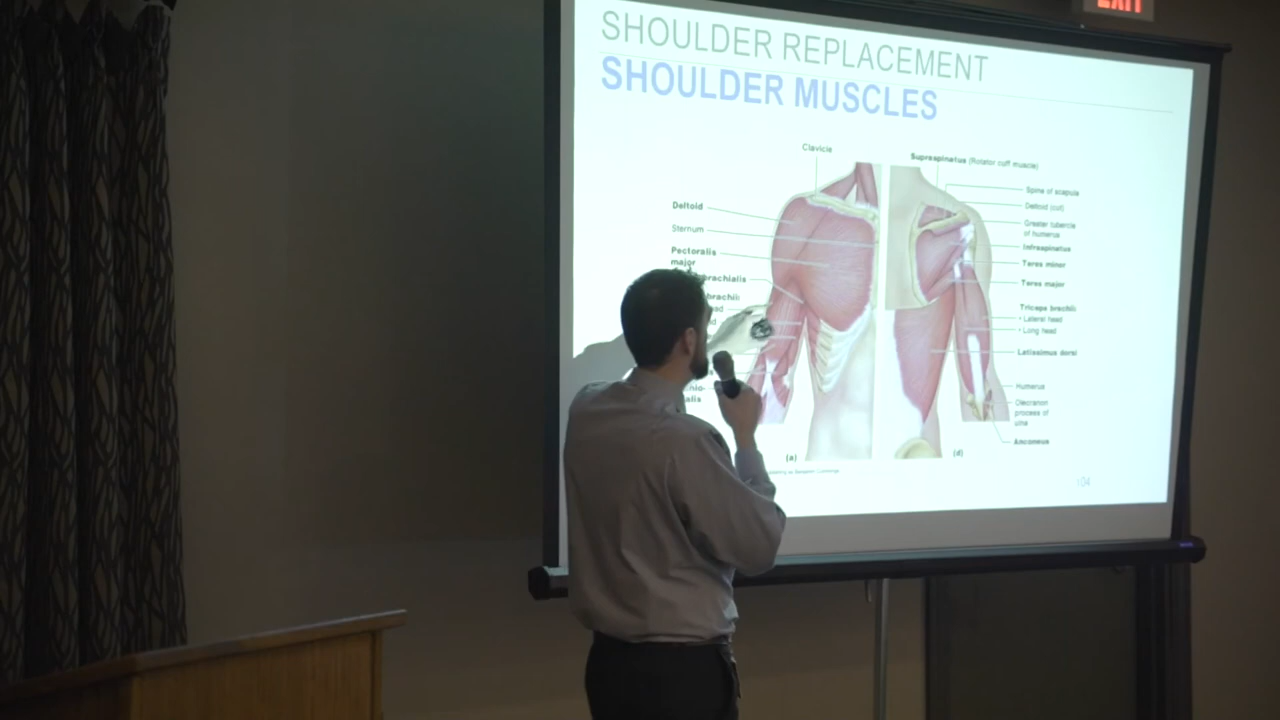 EXIT
SHOULDER REPLACEMENT
SHOULDER MUSCLES
Clavicle
Deltoid
Sternum
Pectoralis
major
brachialis
brachii:
(a)
Supraspinatus (Rotator cuff muscle)
Spine of scapula
Deltoid (cut)
Greater tubercle
of humerus
Infraspinatus
Teres minor
Teres major
Triceps brachii:
• Lateral head
• Long head
Latissimus dorsi
Humerus
Olecranon
process of
ulna
Anconeus
(d)
104